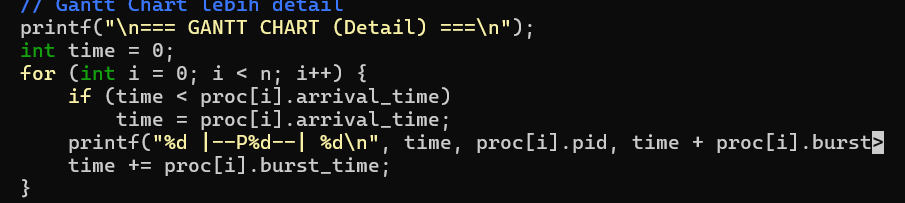 // Gantt Chart lebih detail
printf("\n=== GANTT CHART (Detail) ===\n");
int time = 0;
for (int i = 0; i < n; i++) {
    if (time < proc[i].arrival_time)
        time = proc[i].arrival_time;
    printf("%d |--P%d--| %d\n", time, proc[i].pid, time + proc[i].burst>
    time += proc[i].burst_time;
}